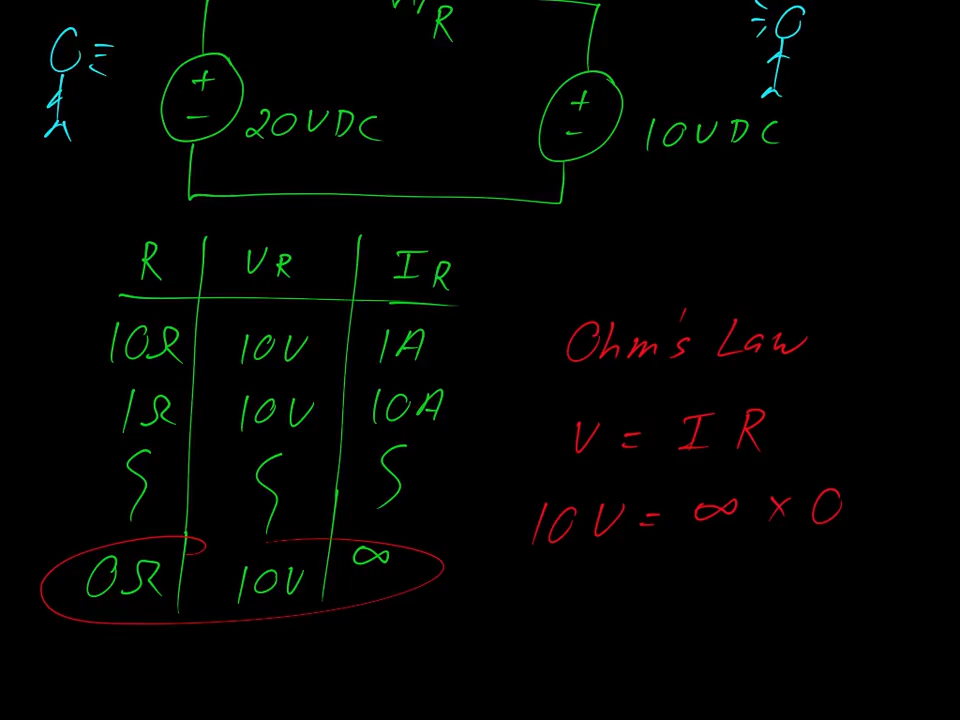 R
+
-
20VDC
+
-
10VDC
R VR IR
10Ω 10V 1A
1Ω 10V 10A
0Ω 10V ∞
Ohm's Law
V = I R
10V = ∞ × 0